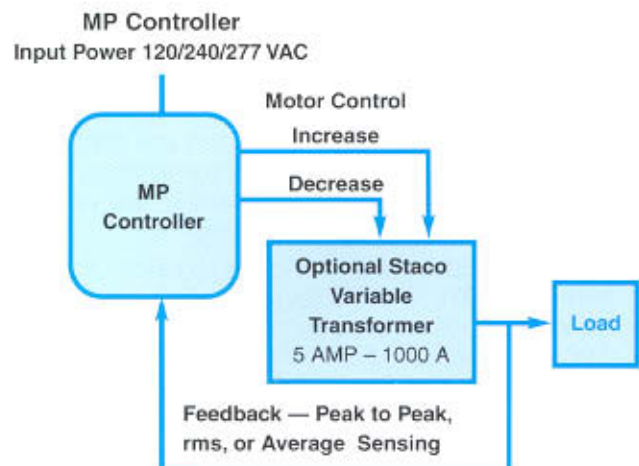 MP Controller
Input Power 120/240/277 VAC
Motor Control
Increase
Decrease
MP
Controller
Optional Staco
Variable
Transformer
5 AMP – 1000 A
Load
Feedback — Peak to Peak,
rms, or Average Sensing